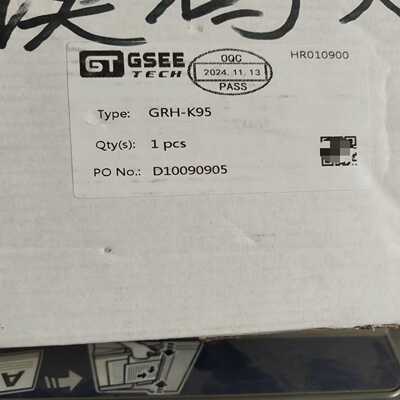 GT GSEE TECH
OQC
2024.11.13
PASS
HR010900
Type: GRH-K95
Qty(s): 1 pcs
PO No.: D10090905
A